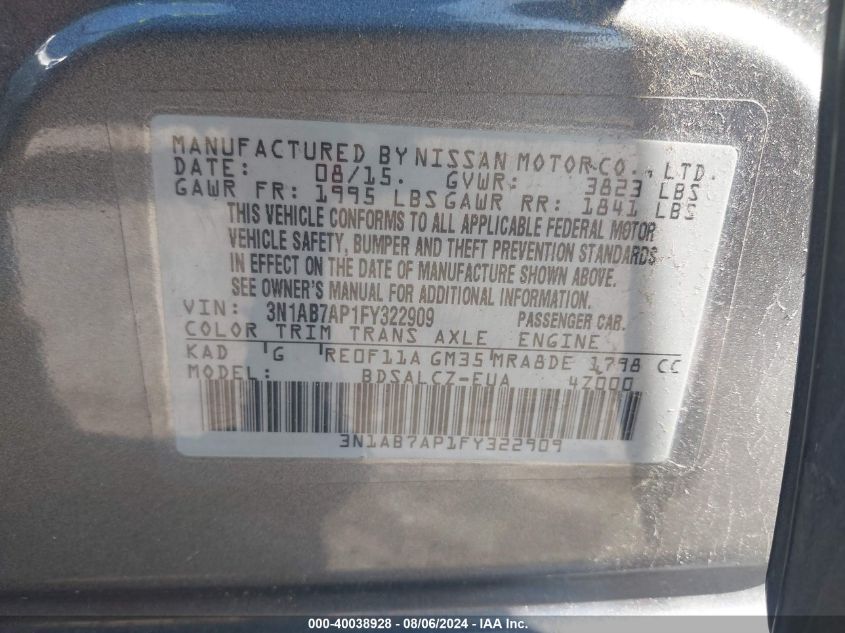 MANUFACTURED BY NISSAN MOTOR CO., LTD.
DATE: 08/15. GVWR: 3823 LBS
GAWR FR: 1995 LBS GAWR RR: 1841 LBS
THIS VEHICLE CONFORMS TO ALL APPLICABLE FEDERAL MOTOR
VEHICLE SAFETY, BUMPER AND THEFT PREVENTION STANDARDS
IN EFFECT ON THE DATE OF MANUFACTURE SHOWN ABOVE.
SEE OWNER'S MANUAL FOR ADDITIONAL INFORMATION.
VIN: 3N1AB7AP1FY322909 PASSENGER CAR.
COLOR TRIM TRANS AXLE ENGINE
KAD G RE0F11A GM35 MRA8DE 1798 CC
MODEL: BDSALCZ-EUA 4Z000
3N1AB7AP1FY322909
000-40038928 - 08/06/2024 - IAA Inc.